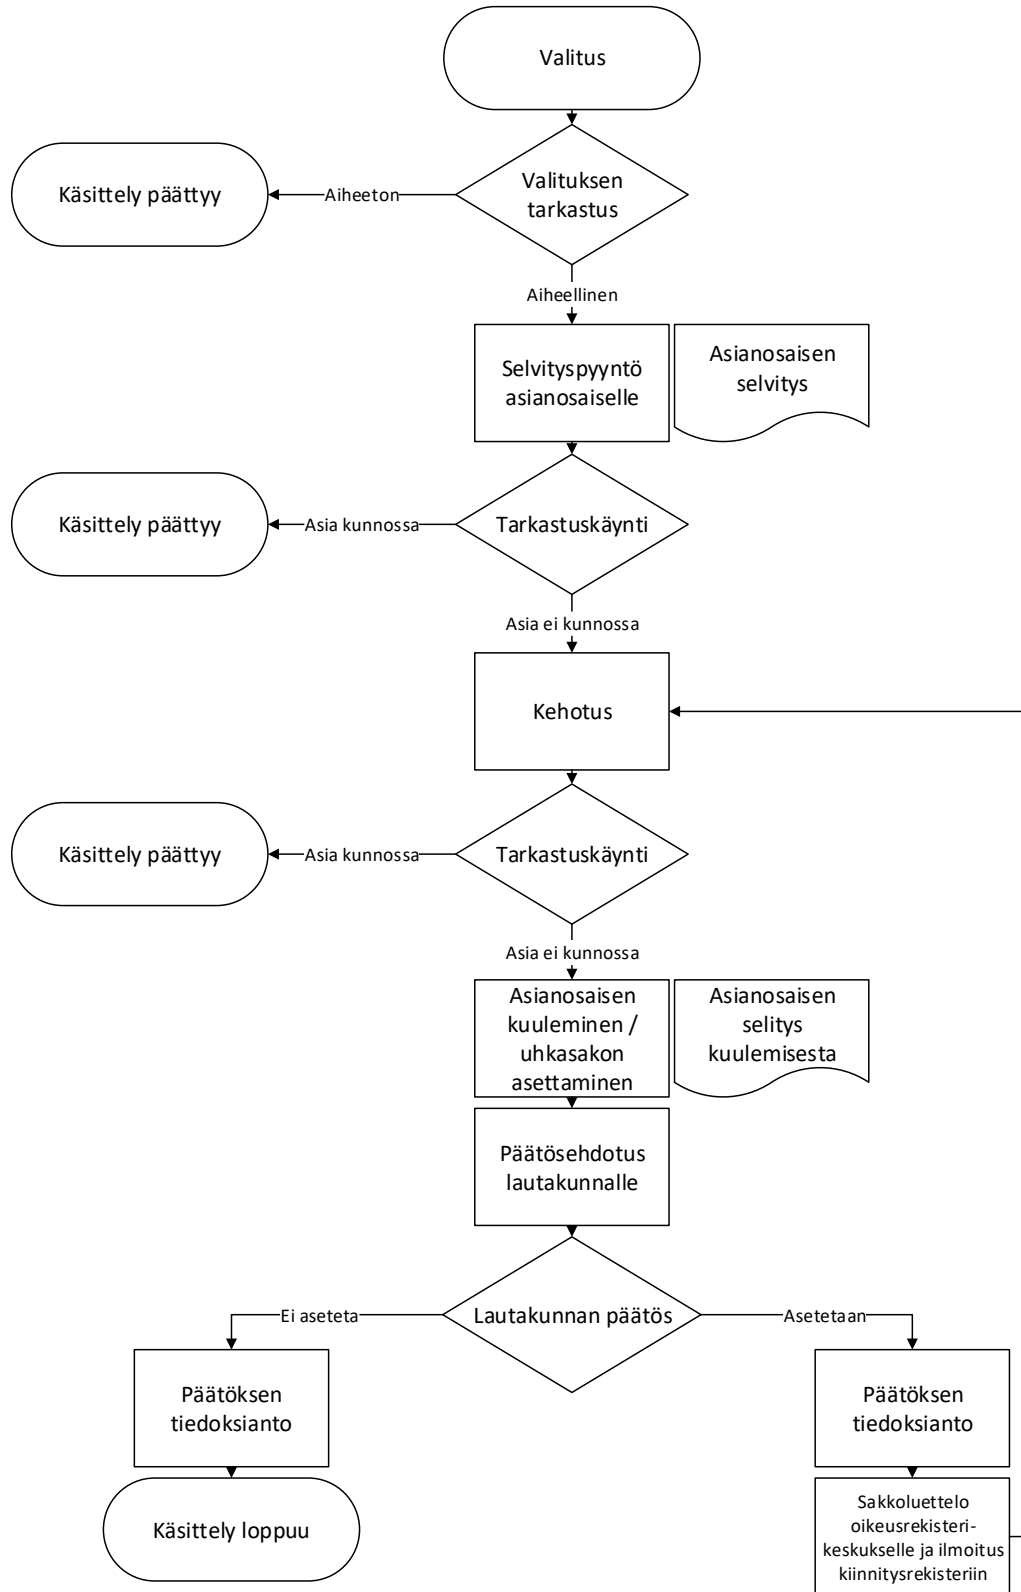 Valitus
Valituksen
tarkastus
Aiheeton
Käsittely päättyy
Aiheellinen
Selvityspyyntö
asianosaiselle
Asianosaisen
selvitys
Tarkastuskäynti
Asia kunnossa
Käsittely päättyy
Asia ei kunnossa
Kehotus
Tarkastuskäynti
Asia kunnossa
Käsittely päättyy
Asia ei kunnossa
Asianosaisen
kuuleminen /
uhkasakon
asettaminen
Asianosaisen
selitys
kuulemisesta
Päätösehdotus
lautakunnalle
Lautakunnan päätös
Ei aseteta
Asetetaan
Päätöksen
tiedoksianto
Käsittely loppuu
Päätöksen
tiedoksianto
Sakkoluettelo
oikeusrekisteri-
keskukselle ja ilmoitus
kiinnitysrekisteriin